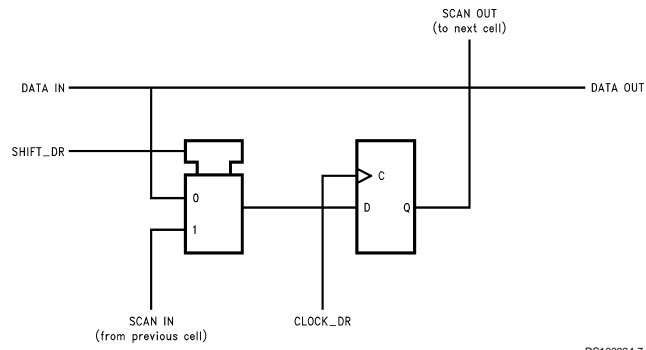 SCAN OUT
(to next cell)
DATA IN
DATA OUT
SHIFT_DR
C
0
D
Q
1
SCAN IN
(from previous cell)
CLOCK_DR